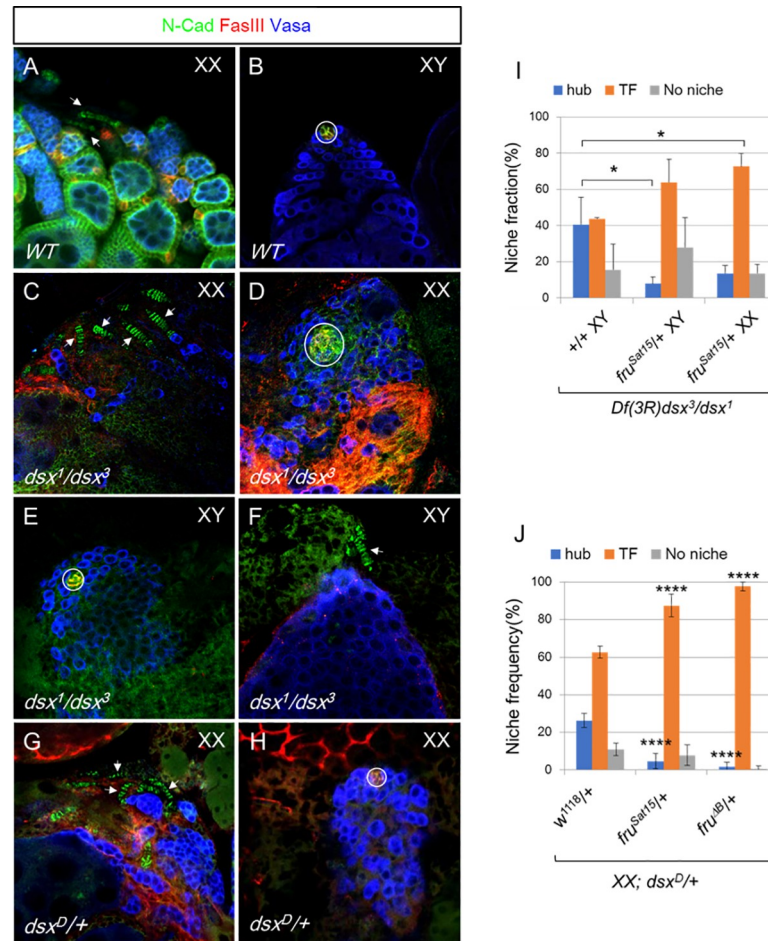 N-Cad FasIII Vasa
A XX
WT
B XY
WT
C XX
dsx¹/dsx³
D XX
dsx¹/dsx³
E XY
dsx¹/dsx³
F XY
dsx¹/dsx³
G XX
dsxᴰ/+
H XX
dsxᴰ/+
I
hub TF No niche
Niche fraction(%)
100
80
60
40
20
0
*
*
+/+ XY
fruSat15/+ XY
fruSat15/+ XX
Df(3R)dsx³/dsx¹
J
hub TF No niche
Niche frequency(%)
100
80
60
40
20
0
****
****
****
****
w¹¹¹⁸/+
fruSat15/+
fruΔB/+
XX; dsxᴰ/+